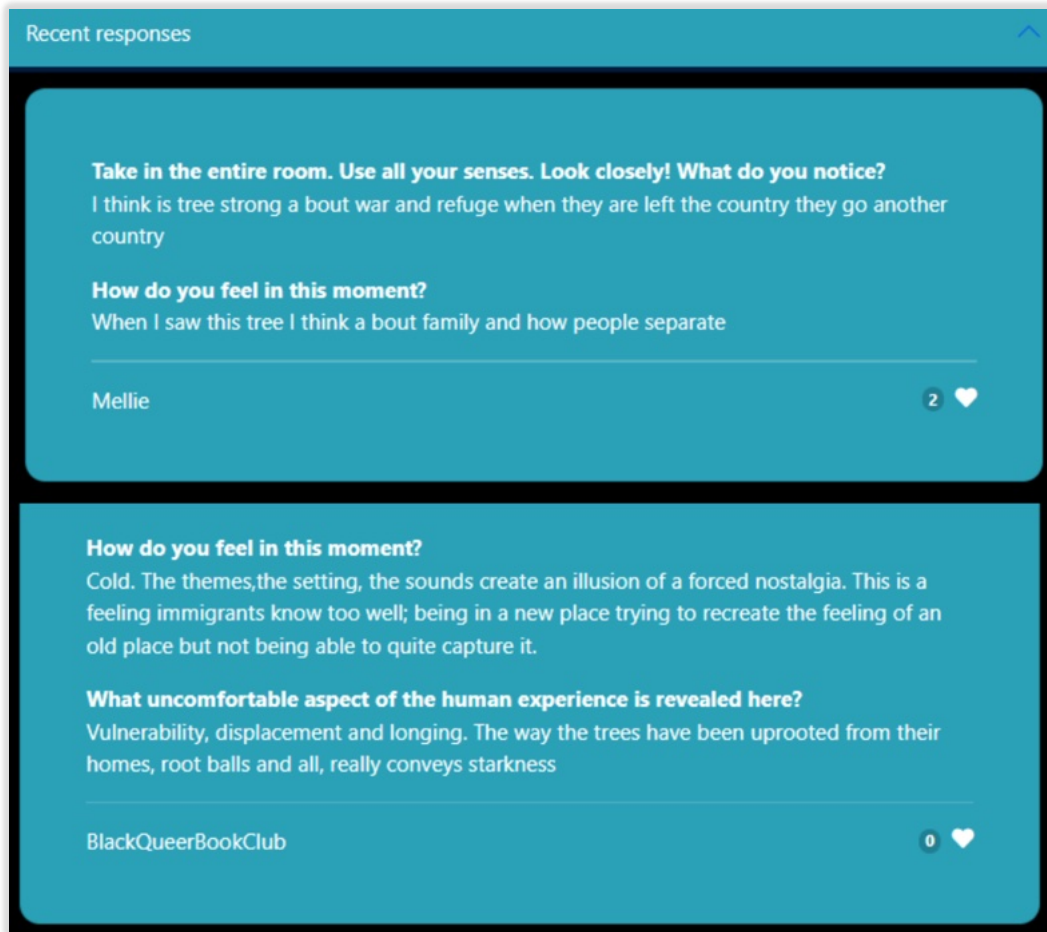 Recent responses
Take in the entire room. Use all your senses. Look closely! What do you notice?
I think is tree strong a bout war and refuge when they are left the country they go another
country
How do you feel in this moment?
When I saw this tree I think a bout family and how people separate
Mellie
2
How do you feel in this moment?
Cold. The themes,the setting, the sounds create an illusion of a forced nostalgia. This is a
feeling immigrants know too well; being in a new place trying to recreate the feeling of an
old place but not being able to quite capture it.
What uncomfortable aspect of the human experience is revealed here?
Vulnerability, displacement and longing. The way the trees have been uprooted from their
homes, root balls and all, really conveys starkness
BlackQueerBookClub
0